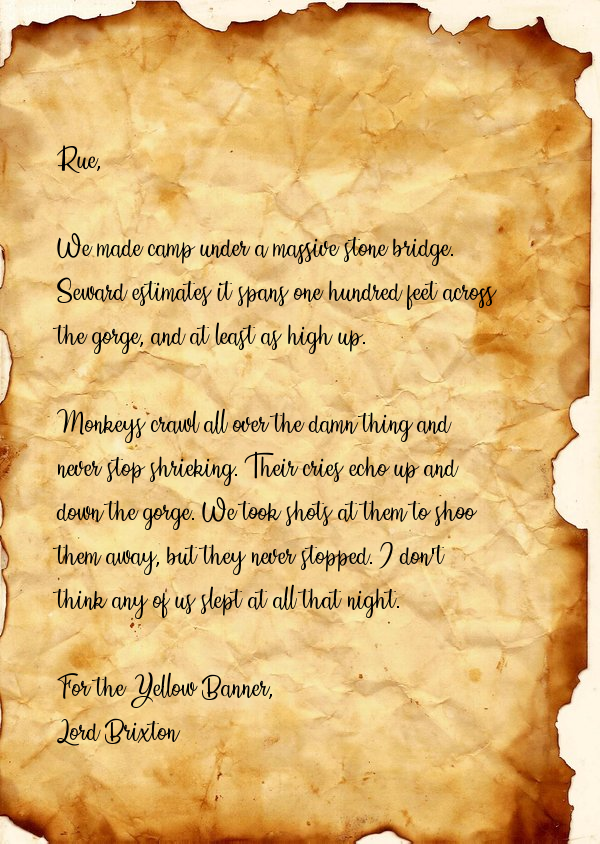 Rue,
We made camp under a massive stone bridge.
Seward estimates it spans one hundred feet across
the gorge, and at least as high up.
Monkeys crawl all over the damn thing and
never stop shrieking. Their cries echo up and
down the gorge. We took shots at them to shoo
them away, but they never stopped. I don't
think any of us slept at all that night.
For the Yellow Banner,
Lord Brixton